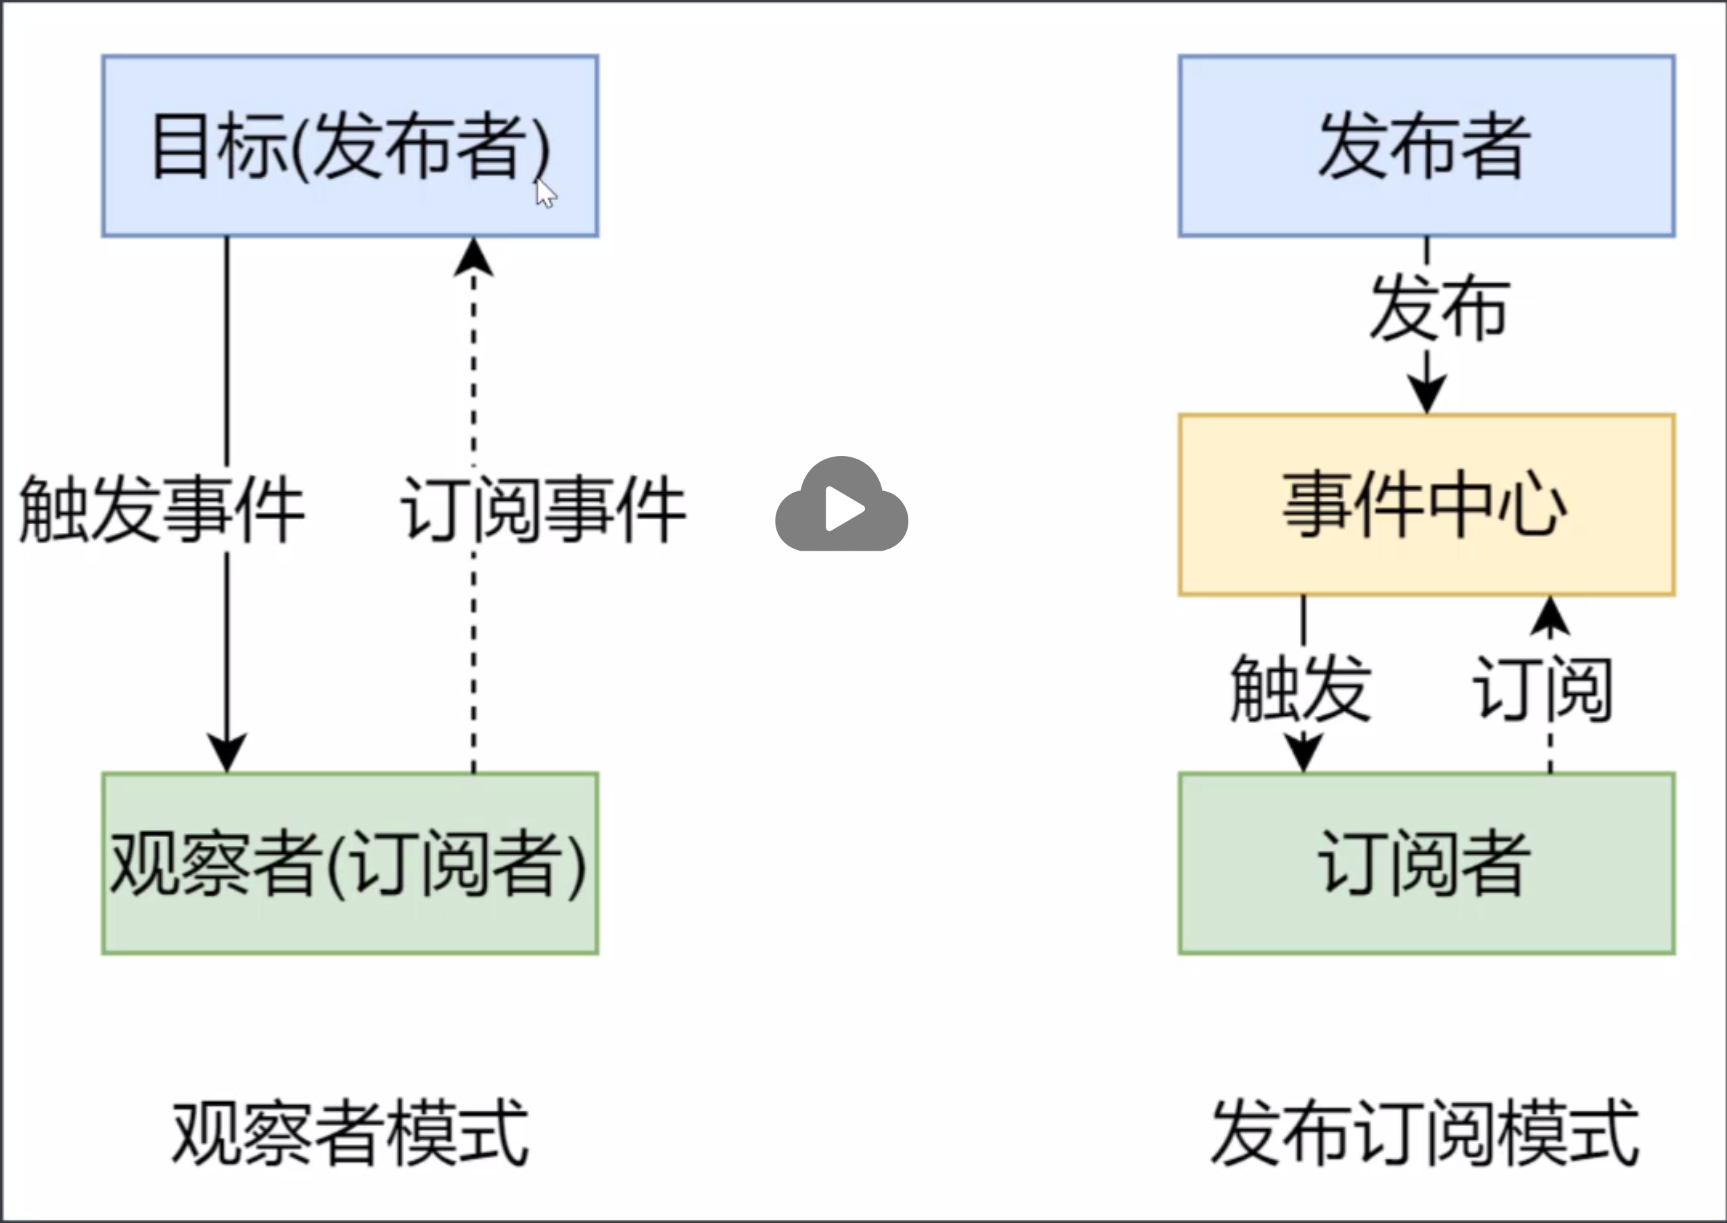 目标(发布者)
触发事件
订阅事件
观察者(订阅者)
观察者模式
发布者
发布
事件中心
触发
订阅
订阅者
发布订阅模式